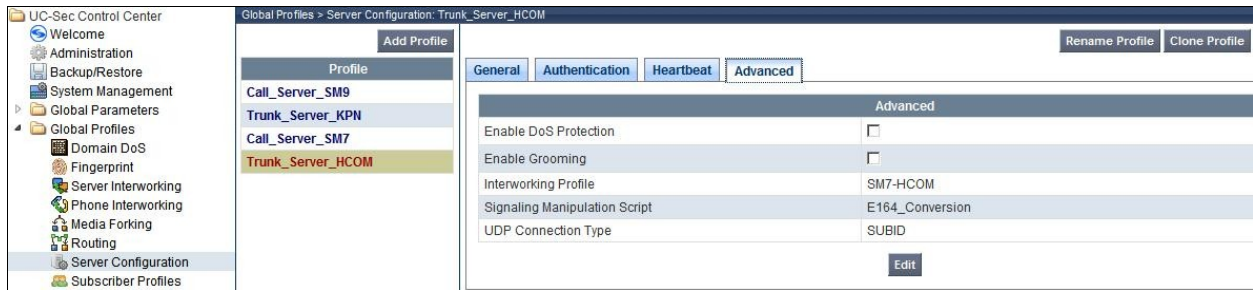 UC-Sec Control Center
Welcome
Administration
Backup/Restore
System Management
Global Parameters
Global Profiles
Domain DoS
Fingerprint
Server Interworking
Phone Interworking
Media Forking
Routing
Server Configuration
Subscriber Profiles
Global Profiles > Server Configuration: Trunk_Server_HCOM
Add Profile
Profile
Call_Server_SM9
Trunk_Server_KPN
Call_Server_SM7
Trunk_Server_HCOM
Rename Profile Clone Profile
General Authentication Heartbeat Advanced
Advanced
Enable DoS Protection
Enable Grooming
Interworking Profile SM7-HCOM
Signaling Manipulation Script E164_Conversion
UDP Connection Type SUBID
Edit